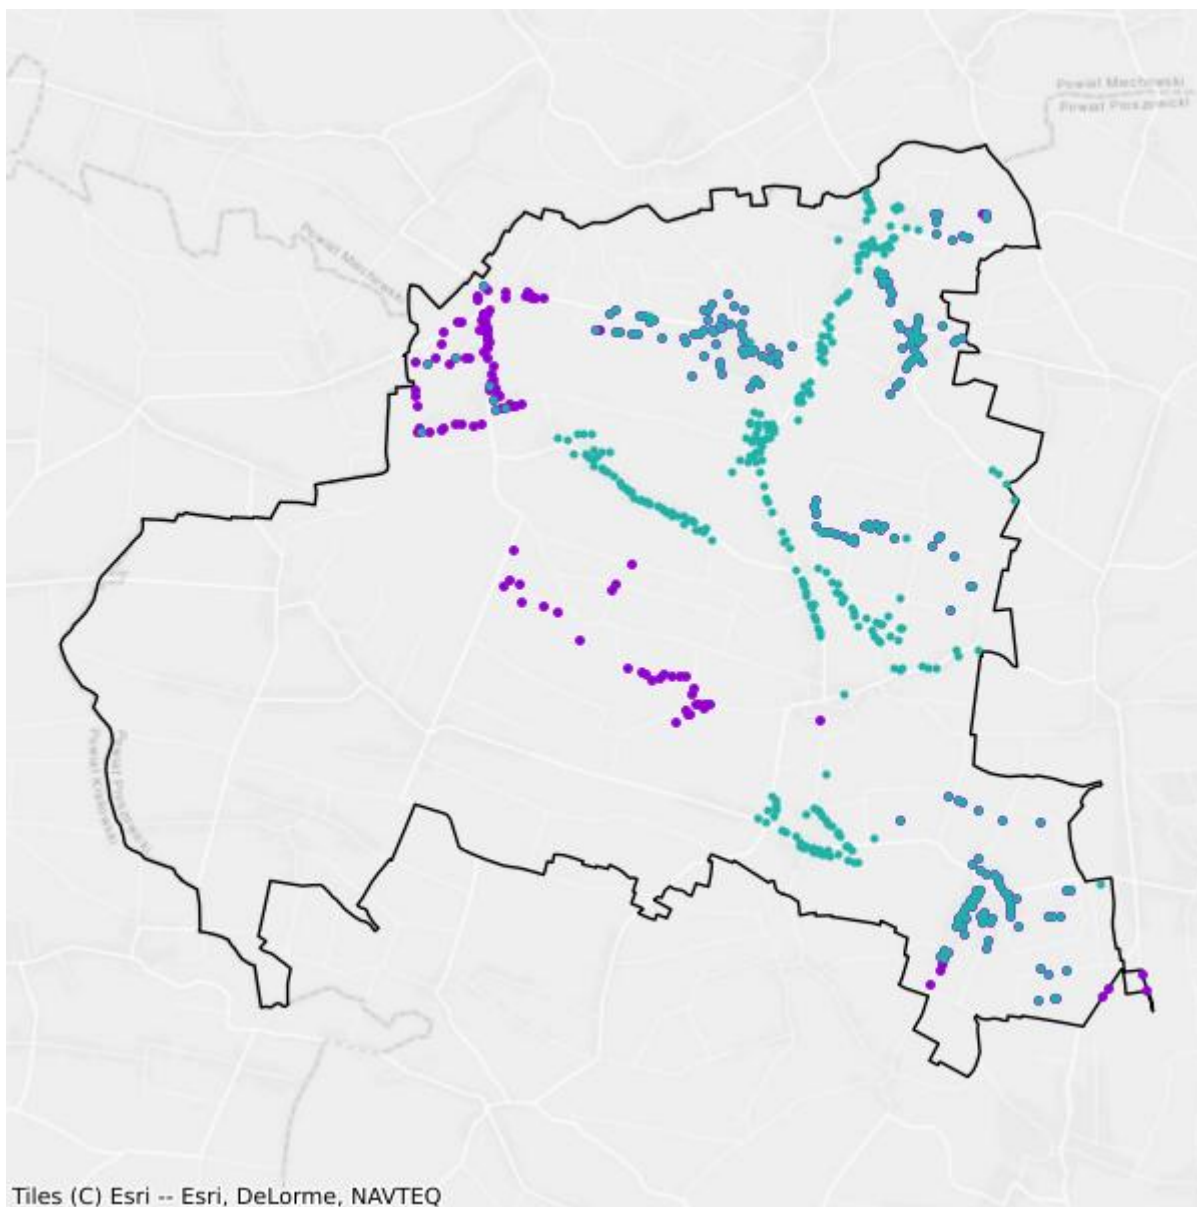 Powiat Miechowski
Powiat Proszowicki
Powiat Miechowski
Powiat Proszowicki
Powiat Krakowski
Tiles (C) Esri -- Esri, DeLorme, NAVTEQ